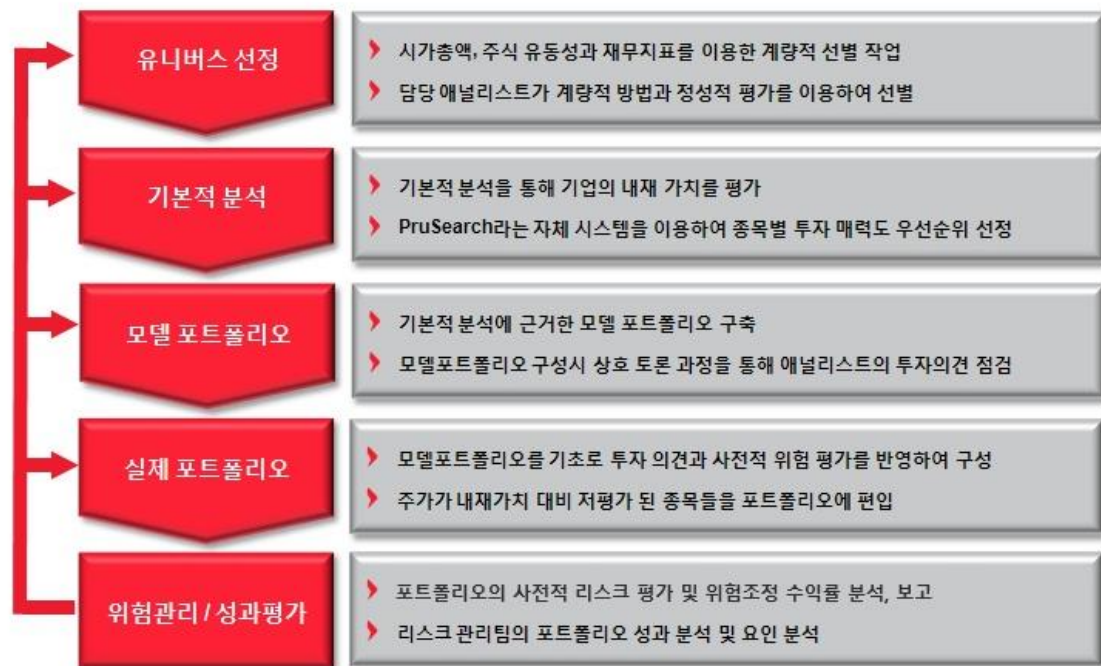 유니버스 선정
시가총액, 주식 유동성과 재무지표를 이용한 계량적 선별 작업
담당 애널리스트가 계량적 방법과 정성적 평가를 이용하여 선별
기본적 분석
기본적 분석을 통해 기업의 내재 가치를 평가
PruSearch라는 자체 시스템을 이용하여 종목별 투자 매력도 우선순위 선정
모델 포트폴리오
기본적 분석에 근거한 모델 포트폴리오 구축
모델포트폴리오 구성시 상호 토론 과정을 통해 애널리스트의 투자의견 점검
실제 포트폴리오
모델포트폴리오를 기초로 투자 의견과 사전적 위험 평가를 반영하여 구성
주가가 내재가치 대비 저평가 된 종목들을 포트폴리오에 편입
위험관리 / 성과평가
포트폴리오의 사전적 리스크 평가 및 위험조정 수익률 분석, 보고
리스크 관리팀의 포트폴리오 성과 분석 및 요인 분석